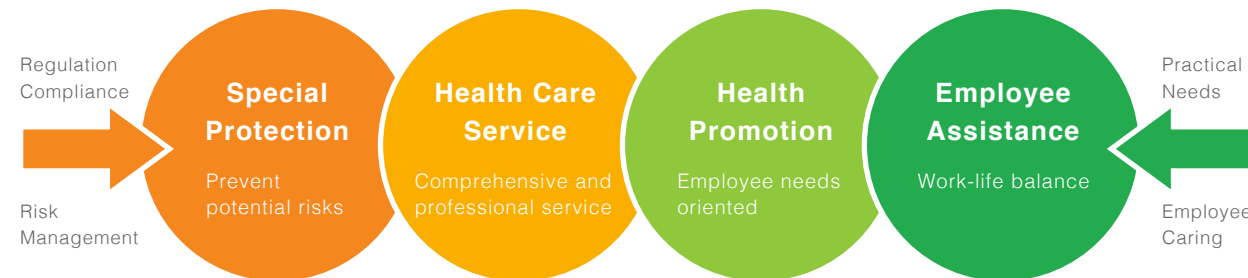 Regulation
Compliance
Risk
Management
Special
Protection
Prevent
potential risks
Health Care
Service
Comprehensive and
professional service
Health
Promotion
Employee needs
oriented
Employee
Assistance
Work-life balance
Practical
Needs
Employee
Caring